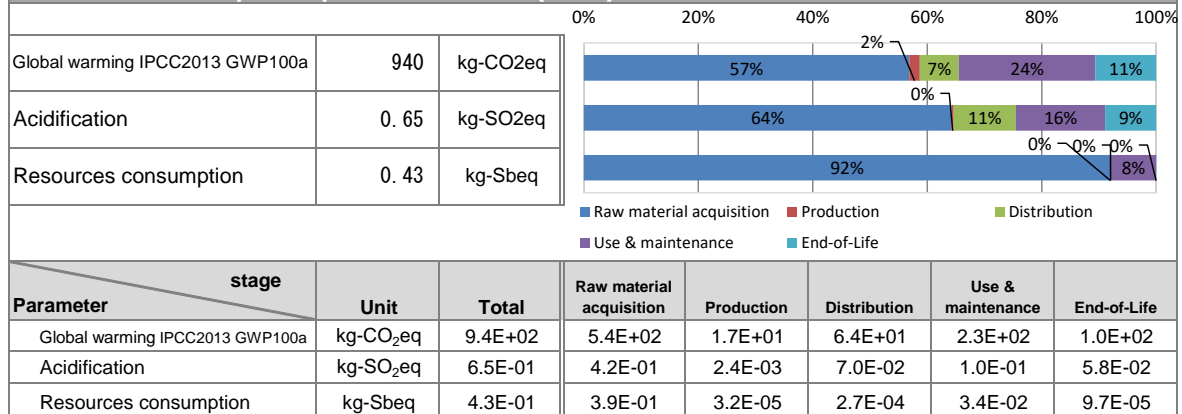 0% 20% 40% 60% 80% 100%
Global warming IPCC2013 GWP100a 940 kg-CO2eq
2%
57% 7% 24% 11%
Acidification 0.65 kg-SO2eq
0%
64% 11% 16% 9%
Resources consumption 0.43 kg-Sbeq
0% 0% 0%
92% 8%
Raw material acquisition Production Distribution
Use & maintenance End-of-Life
stage
Parameter Unit Total Raw material acquisition Production Distribution Use & maintenance End-of-Life
Global warming IPCC2013 GWP100a kg-CO₂eq 9.4E+02 5.4E+02 1.7E+01 6.4E+01 2.3E+02 1.0E+02
Acidification kg-SO₂eq 6.5E-01 4.2E-01 2.4E-03 7.0E-02 1.0E-01 5.8E-02
Resources consumption kg-Sbeq 4.3E-01 3.9E-01 3.2E-05 2.7E-04 3.4E-02 9.7E-05